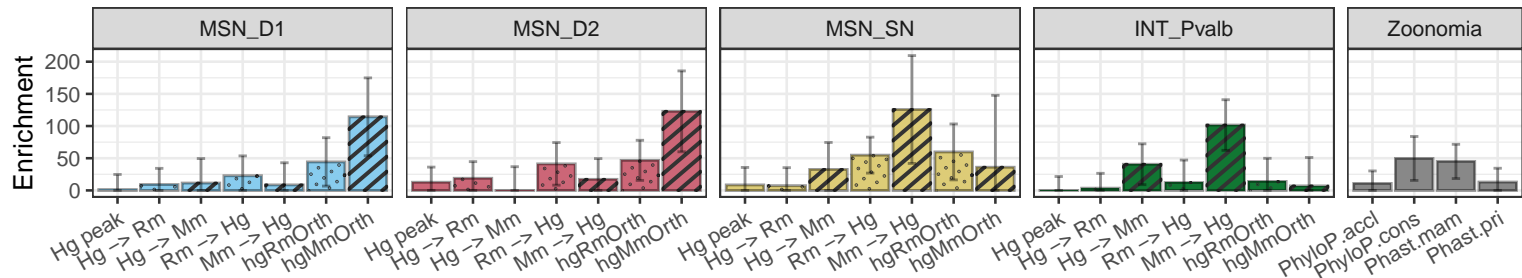 MSN_D1 MSN_D2 MSN_SN INT_Pvalb Zoonomia
Enrichment
200
150
100
50
0
Hg peak Hg -> Rm Hg -> Mm Rm -> Hg Mm -> Hg hgRmOrth hgMmOrth Hg peak Hg -> Rm Hg -> Mm Rm -> Hg Mm -> Hg hgRmOrth hgMmOrth Hg peak Hg -> Rm Hg -> Mm Rm -> Hg Mm -> Hg hgRmOrth hgMmOrth Hg peak Hg -> Rm Hg -> Mm Rm -> Hg Mm -> Hg hgRmOrth hgMmOrth PhyloP.accl PhyloP.cons Phast.mam Phast.pri